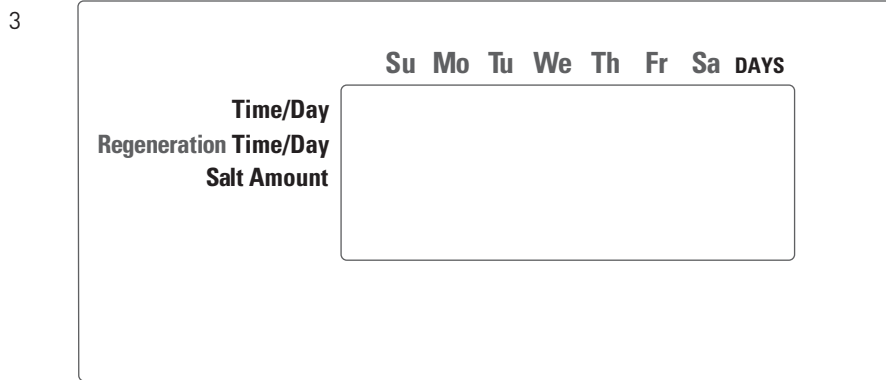 3
Su Mo Tu We Th Fr Sa DAYS
Time/Day
Regeneration Time/Day
Salt Amount